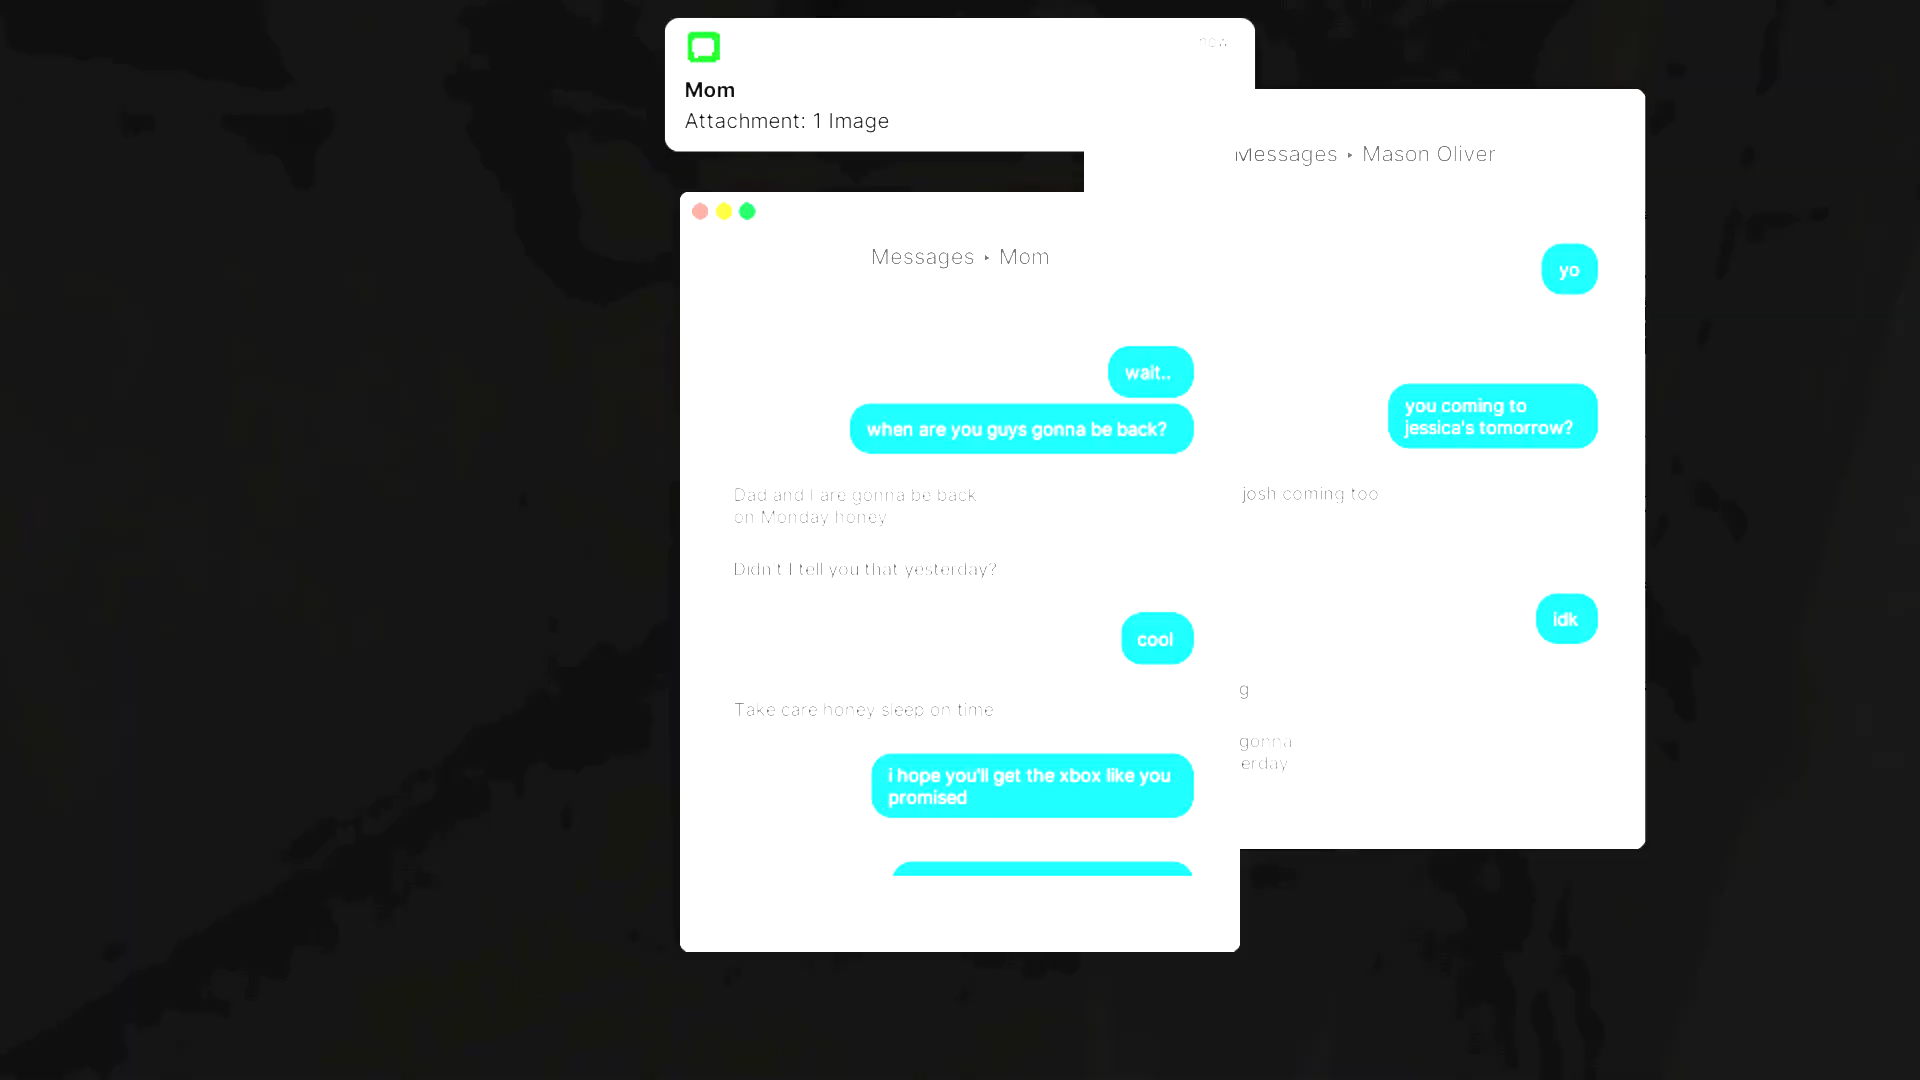 now
Mom
Attachment: 1 Image
Messages ‣ Mom
wait..
when are you guys gonna be back?
Dad and I are gonna be back
on Monday honey
Didn't I tell you that yesterday?
cool
Take care honey sleep on time
i hope you'll get the xbox like you
promised
Messages ‣ Mason Oliver
yo
you coming to
jessica's tomorrow?
josh coming too
idk
g
gonna
erday